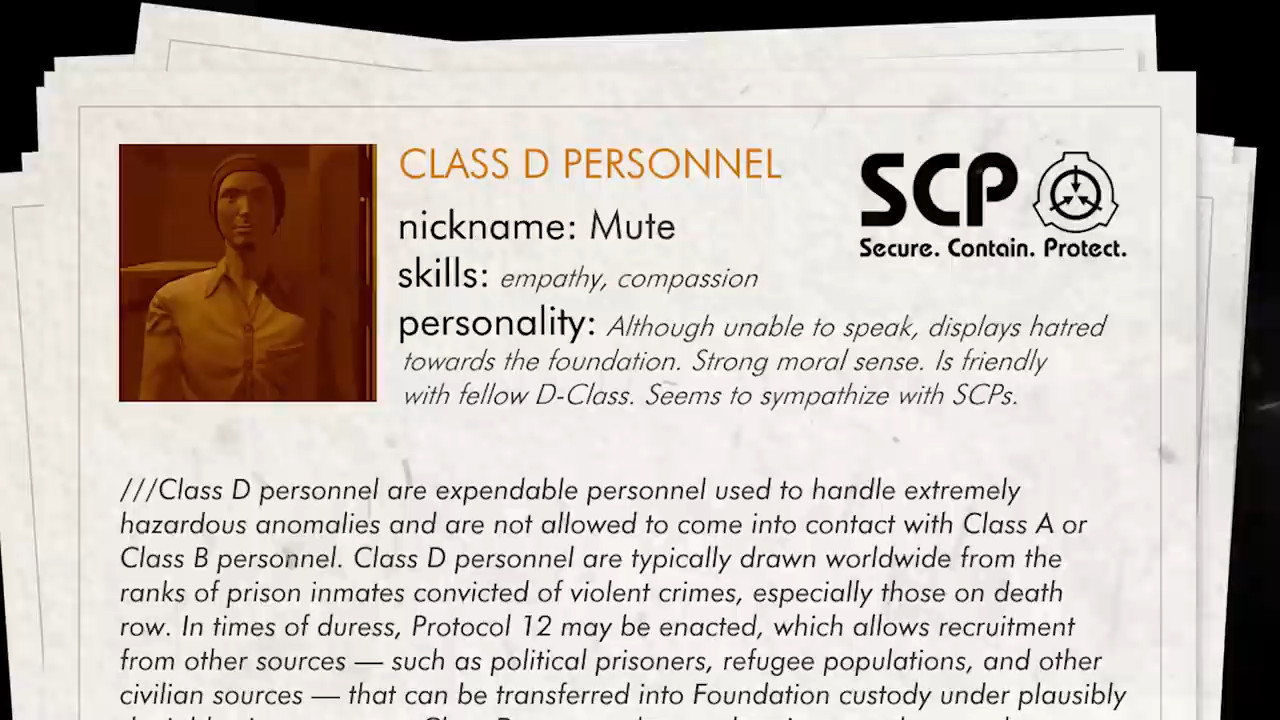 CLASS D PERSONNEL
nickname: Mute
skills: empathy, compassion
personality: Although unable to speak, displays hatred
towards the foundation. Strong moral sense. Is friendly
with fellow D-Class. Seems to sympathize with SCPs.
SCP
Secure. Contain. Protect.
///Class D personnel are expendable personnel used to handle extremely
hazardous anomalies and are not allowed to come into contact with Class A or
Class B personnel. Class D personnel are typically drawn worldwide from the
ranks of prison inmates convicted of violent crimes, especially those on death
row. In times of duress, Protocol 12 may be enacted, which allows recruitment
from other sources — such as political prisoners, refugee populations, and other
civilian sources — that can be transferred into Foundation custody under plausibly